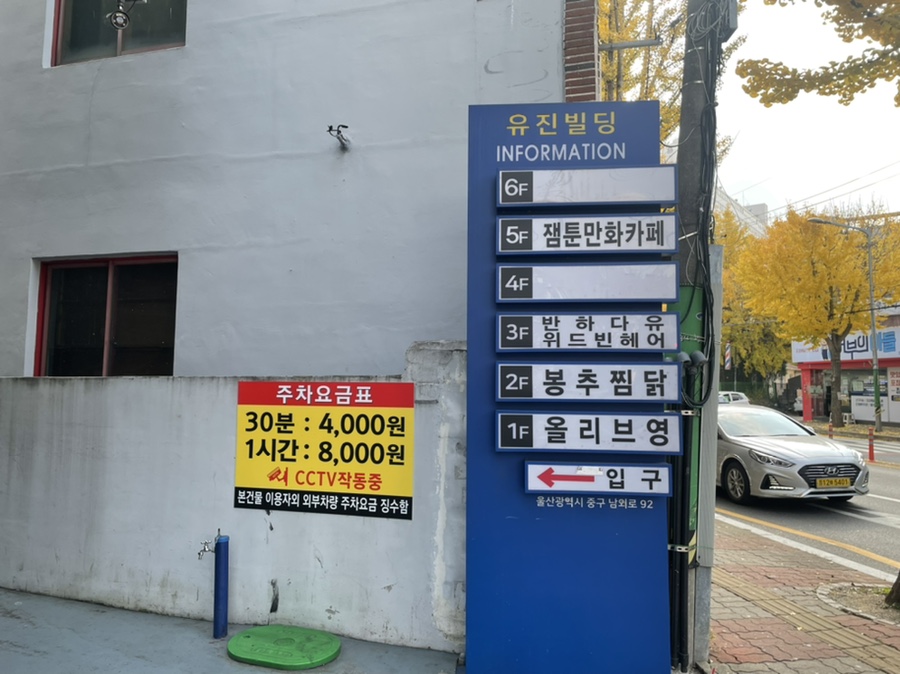 유진빌딩
INFORMATION
6F
5F 잼툰만화카페
4F
3F 반하다유
위드빈헤어
2F 봉추찜닭
1F 올리브영
입구
울산광역시 중구 남외로 92
주차요금표
30분 : 4,000원
1시간 : 8,000원
CCTV작동중
본건물 이용자외 외부차량 주차요금 징수함